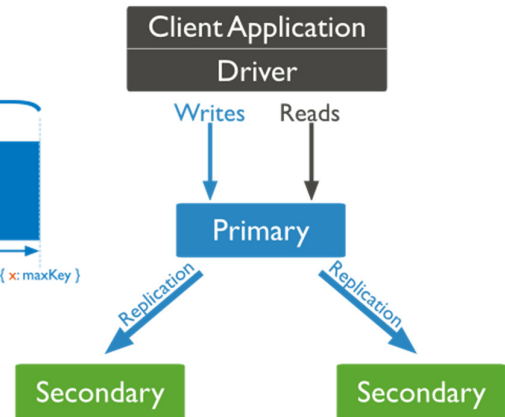 Client Application
Driver
Writes Reads
Primary
{ x: maxKey }
Replication Replication
Secondary Secondary